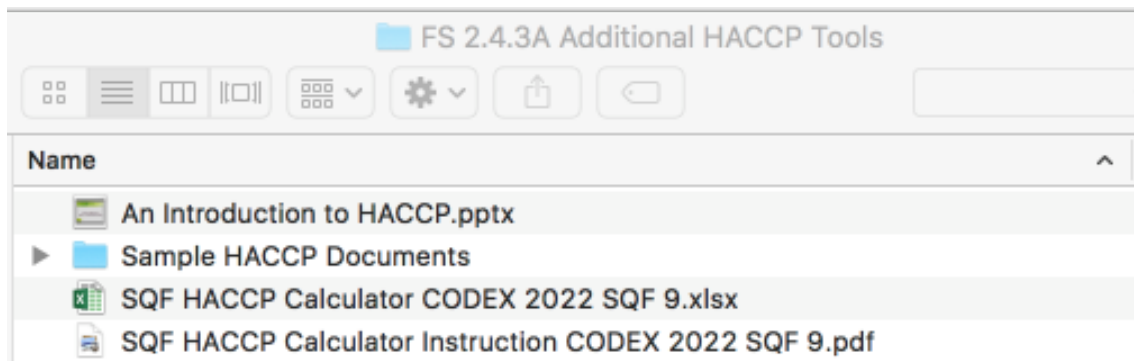 FS 2.4.3A Additional HACCP Tools
Name
An Introduction to HACCP.pptx
Sample HACCP Documents
SQF HACCP Calculator CODEX 2022 SQF 9.xlsx
SQF HACCP Calculator Instruction CODEX 2022 SQF 9.pdf